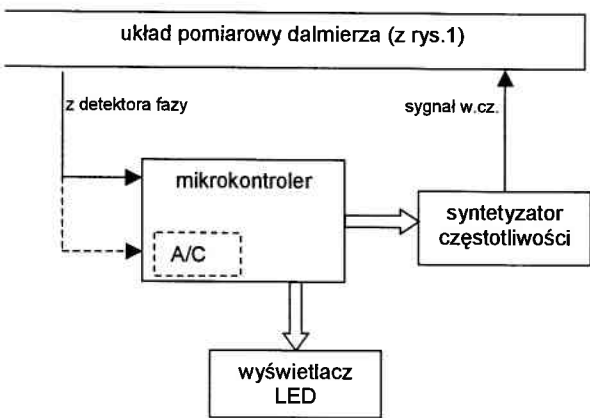 układ pomiarowy dalmierza (z rys.1)
z detektora fazy
sygnał w.cz.
mikrokontroler
A/C
syntetyzator
częstotliwości
wyświetlacz
LED